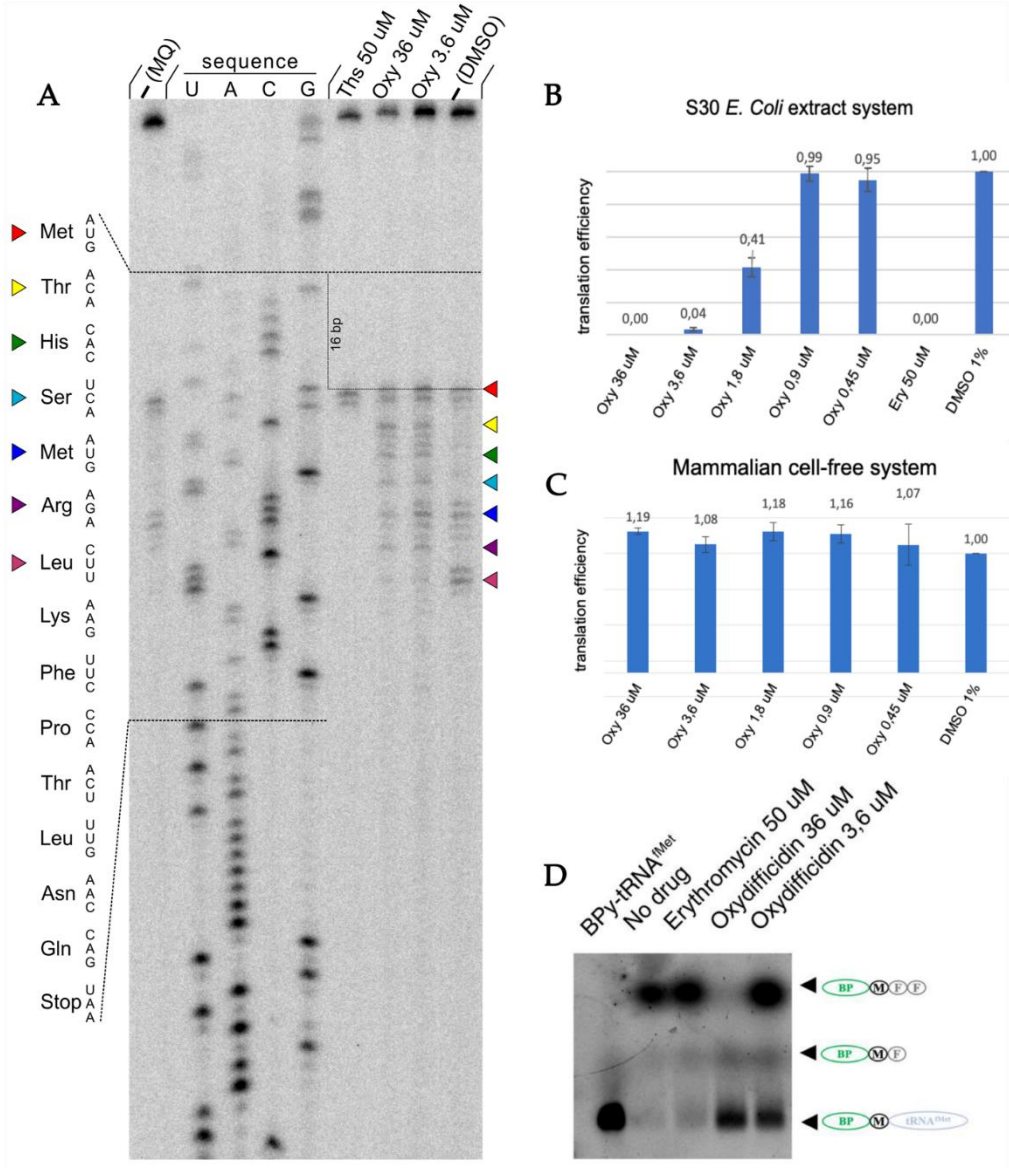 A
– (MQ)
sequence
U A C G
Ths 50 uM
Oxy 36 uM
Oxy 3.6 uM
– (DMSO)
Met A U G
Thr A C A
His C A C
Ser U C A
Met A U G
Arg A G A
Leu C U U
Lys A A G
Phe U U C
Pro C C A
Thr A C U
Leu U U G
Asn A A C
Gln C A G
Stop U A A
16 bp
B
S30 E. Coli extract system
translation efficiency
0,00
0,04
0,41
0,99
0,95
0,00
1,00
Oxy 36 uM
Oxy 3,6 uM
Oxy 1,8 uM
Oxy 0,9 uM
Oxy 0,45 uM
Ery 50 uM
DMSO 1%
C
Mammalian cell-free system
translation efficiency
1,19
1,08
1,18
1,16
1,07
1,00
Oxy 36 uM
Oxy 3,6 uM
Oxy 1,8 uM
Oxy 0,9 uM
Oxy 0,45 uM
DMSO 1%
D
BPy-tRNAfMet
No drug
Erythromycin 50 uM
Oxydifficidin 36 uM
Oxydifficidin 3,6 uM
BP M F F
BP M F
BP M tRNAfMet